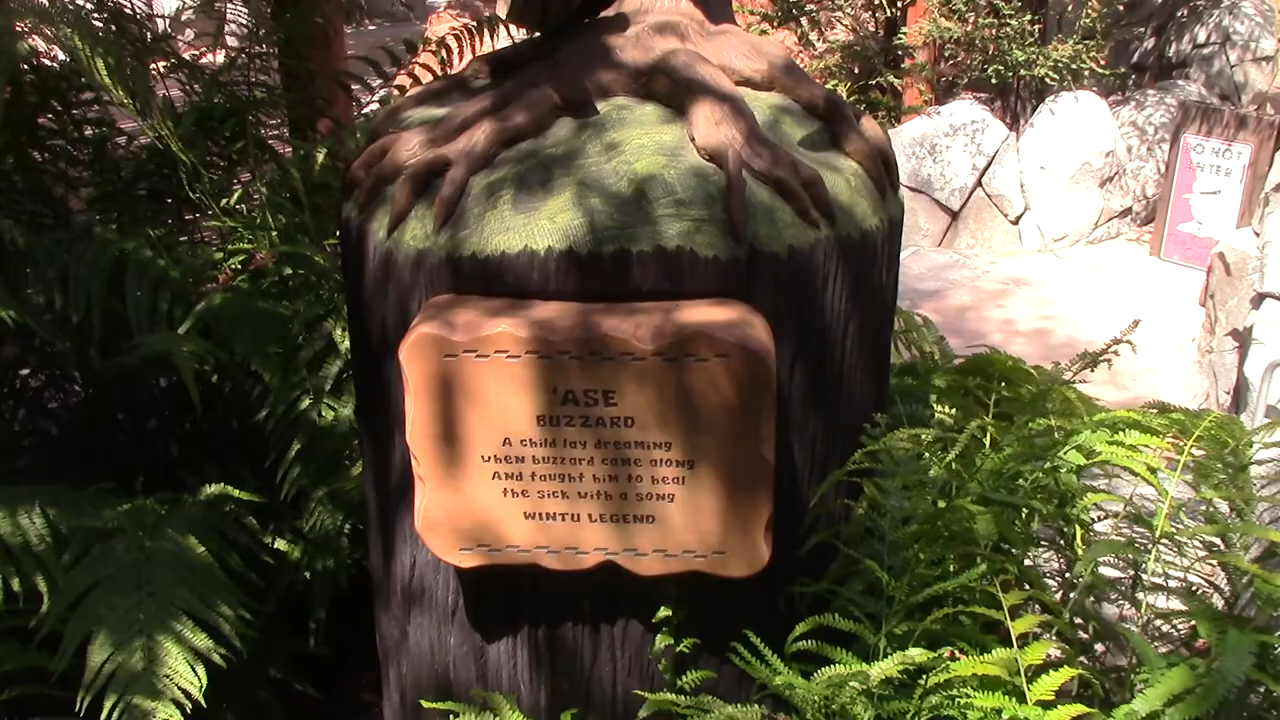 'ASE
BUZZARD
A child lay dreaming
when buzzard came along
And taught him to heal
the sick with a song
WINTU LEGEND
DO NOT
ENTER